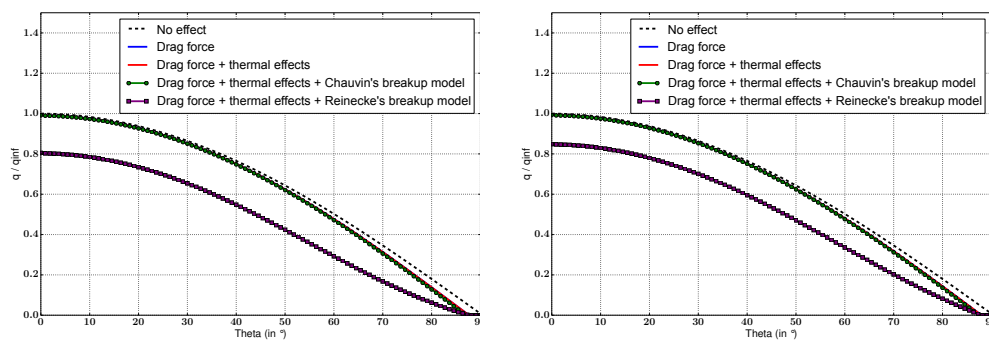 1.4
1.2
1.0
0.8
0.6
0.4
0.2
0.0
q / qinf
No effect
Drag force
Drag force + thermal effects
Drag force + thermal effects + Chauvin's breakup model
Drag force + thermal effects + Reinecke's breakup model
0 10 20 30 40 50 60 70 80 9
Theta (in °)
1.4
1.2
1.0
0.8
0.6
0.4
0.2
0.0
q / qinf
No effect
Drag force
Drag force + thermal effects
Drag force + thermal effects + Chauvin's breakup model
Drag force + thermal effects + Reinecke's breakup model
0 10 20 30 40 50 60 70 80 9
Theta (in °)